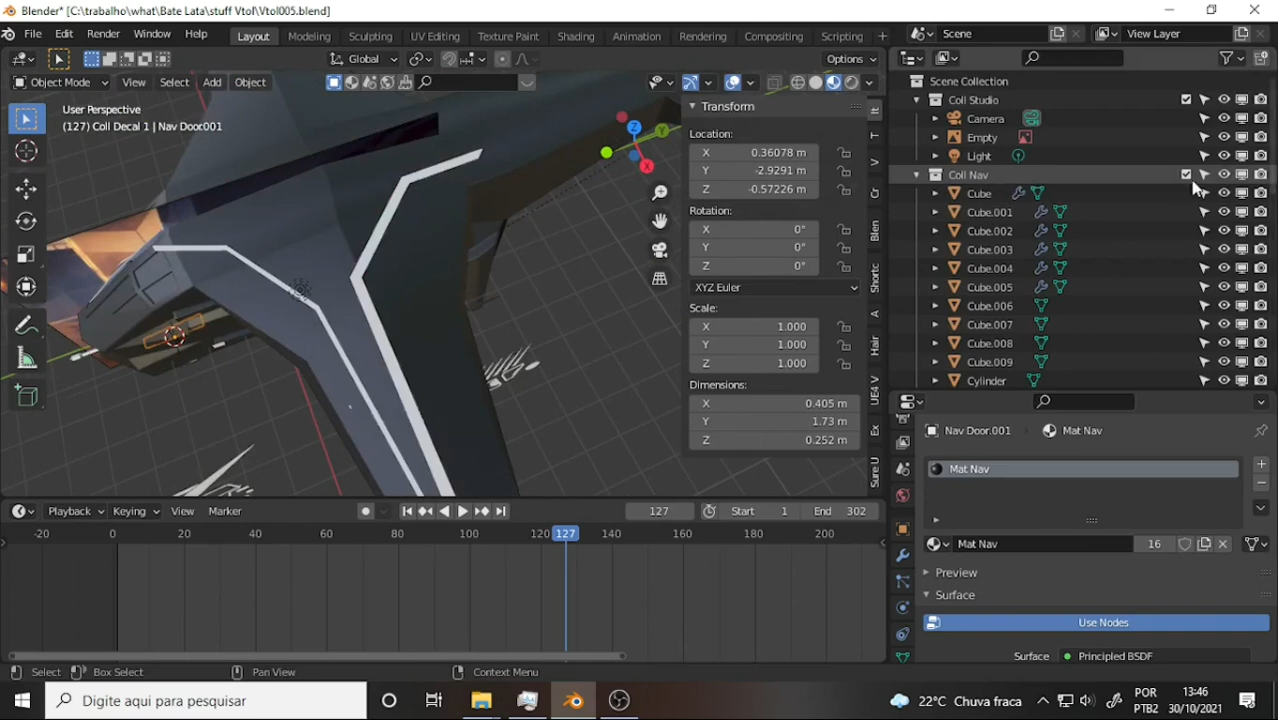 Blender* [C:\trabalho\what\Bate Lata\stuff Vtol\Vtol005.blend]
File Edit Render Window Help Layout Modeling Sculpting UV Editing Texture Paint Shading Animation Rendering Compositing Scripting Scene View Layer
Global Options
Object Mode View Select Add Object
User Perspective
(127) Coll Decal 1 | Nav Door.001
Z
Y
X
Transform
Location:
X 0.36078 m
Y -2.9291 m
Z -0.57226 m
Rotation:
X 0°
Y 0°
Z 0°
XYZ Euler
Scale:
X 1.000
Y 1.000
Z 1.000
Dimensions:
X 0.405 m
Y 1.73 m
Z 0.252 m
It
T
V
Cr
Blen
Shortc
A
Hair
UE4 V
Ex
Sure U
Scene Collection
Coll Studio
Camera
Empty
Light
Coll Nav
Cube
Cube.001
Cube.002
Cube.003
Cube.004
Cube.005
Cube.006
Cube.007
Cube.008
Cube.009
Cylinder
Nav Door.001 Mat Nav
Mat Nav
Mat Nav 16
Preview
Surface
Use Nodes
Surface Principled BSDF
Playback Keying View Marker 127 Start 1 End 302
-20 0 20 40 60 80 100 120 127 140 160 180 200
Select Box Select Pan View Context Menu
Digite aqui para pesquisar
22°C Chuva fraca
POR
PTB2
13:46
30/10/2021